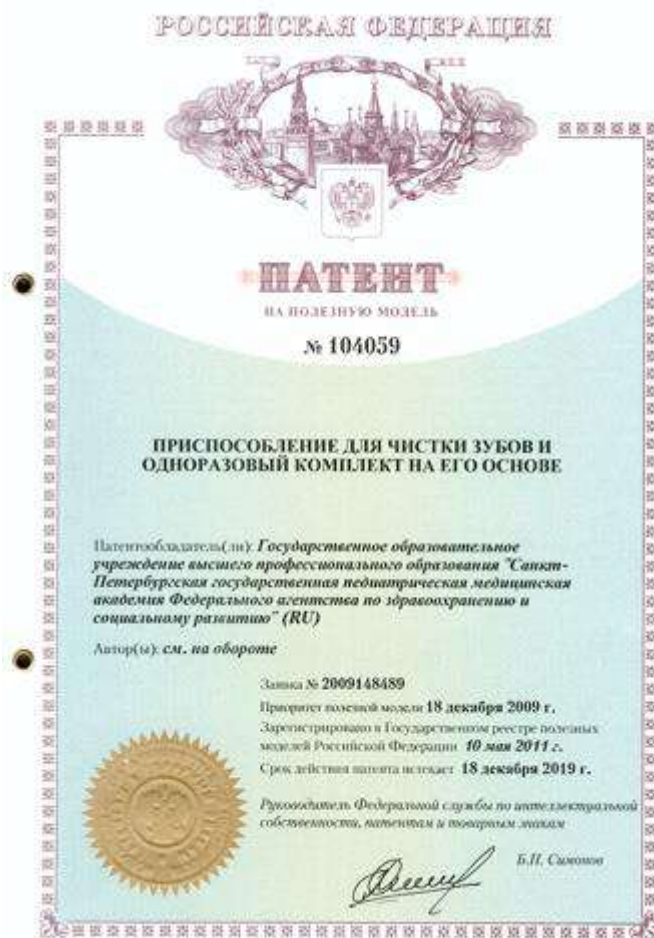 РОССИЙСКАЯ ФЕДЕРАЦИЯ
ПАТЕНТ
НА ПОЛЕЗНУЮ МОДЕЛЬ
№ 104059
ПРИСПОСОБЛЕНИЕ ДЛЯ ЧИСТКИ ЗУБОВ И
ОДНОРАЗОВЫЙ КОМПЛЕКТ НА ЕГО ОСНОВЕ
Патентообладатель(ли): Государственное образовательное
учреждение высшего профессионального образования "Санкт-
Петербургская государственная педиатрическая медицинская
академия Федерального агентства по здравоохранению и
социальному развитию" (RU)
Автор(ы): см. на обороте
Заявка № 2009148489
Приоритет полезной модели 18 декабря 2009 г.
Зарегистрировано в Государственном реестре полезных
моделей Российской Федерации 10 мая 2011 г.
Срок действия патента истекает 18 декабря 2019 г.
Руководитель Федеральной службы по интеллектуальной
собственности, патентам и товарным знакам
Б.П. Симонов